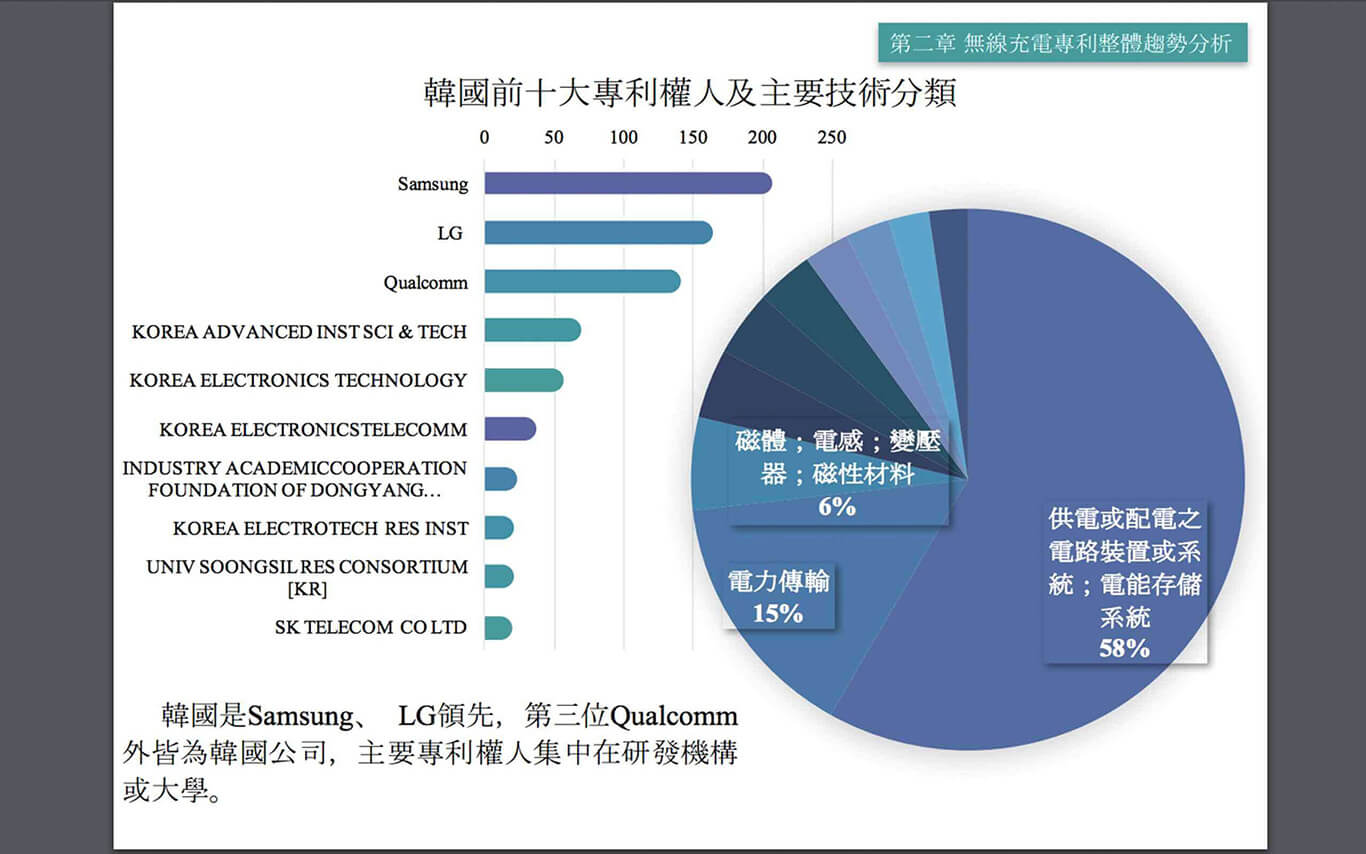 第二章 無線充電專利整體趨勢分析
韓國前十大專利權人及主要技術分類
0 50 100 150 200 250
Samsung
LG
Qualcomm
KOREA ADVANCED INST SCI & TECH
KOREA ELECTRONICS TECHNOLOGY
KOREA ELECTRONICSTELECOMM
INDUSTRY ACADEMICCOOPERATION
FOUNDATION OF DONGYANG…
KOREA ELECTROTECH RES INST
UNIV SOONGSIL RES CONSORTIUM
[KR]
SK TELECOM CO LTD
磁體；電感；變壓
器；磁性材料
6%
電力傳輸
15%
供電或配電之
電路裝置或系
統；電能存儲
系統
58%
韓國是Samsung、 LG領先，第三位Qualcomm
外皆為韓國公司，主要專利權人集中在研發機構
或大學。